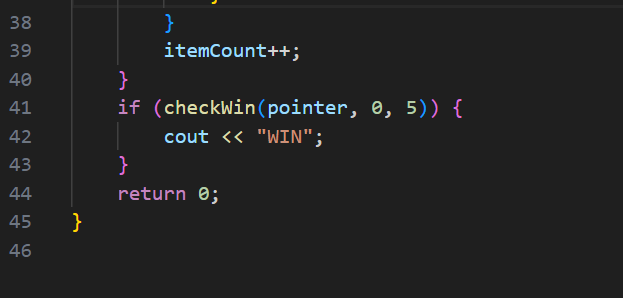 38 }
39 itemCount++;
40 }
41 if (checkWin(pointer, 0, 5)) {
42 cout << "WIN";
43 }
44 return 0;
45 }
46